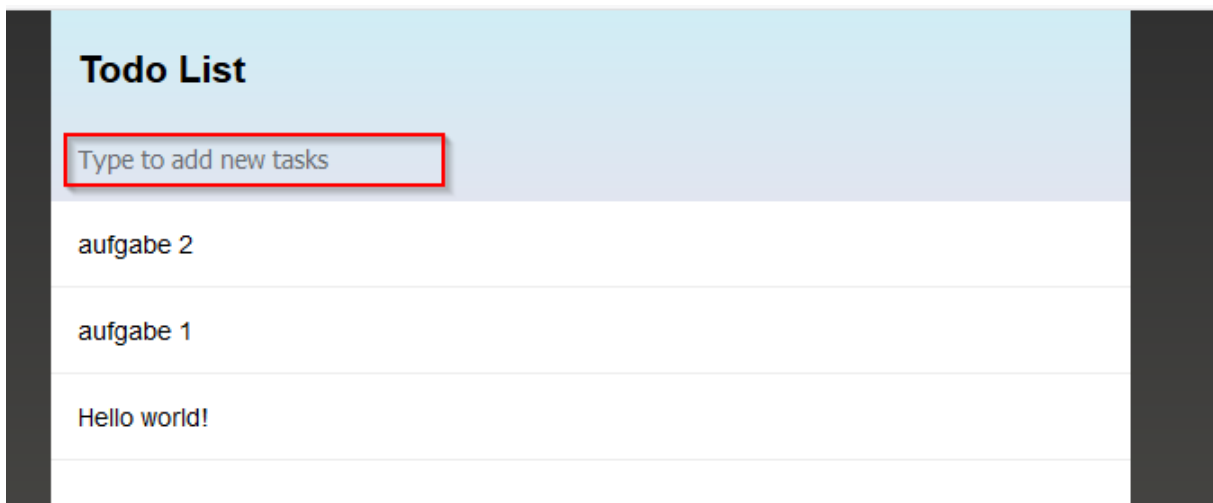 Todo List
Type to add new tasks
aufgabe 2
aufgabe 1
Hello world!